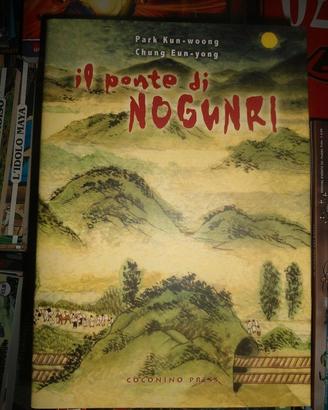 Park Kun-woong
Chung Eun-yong
il ponte di
NOGUNRI
COCONINO PRESS
L'IDOLO MAYA